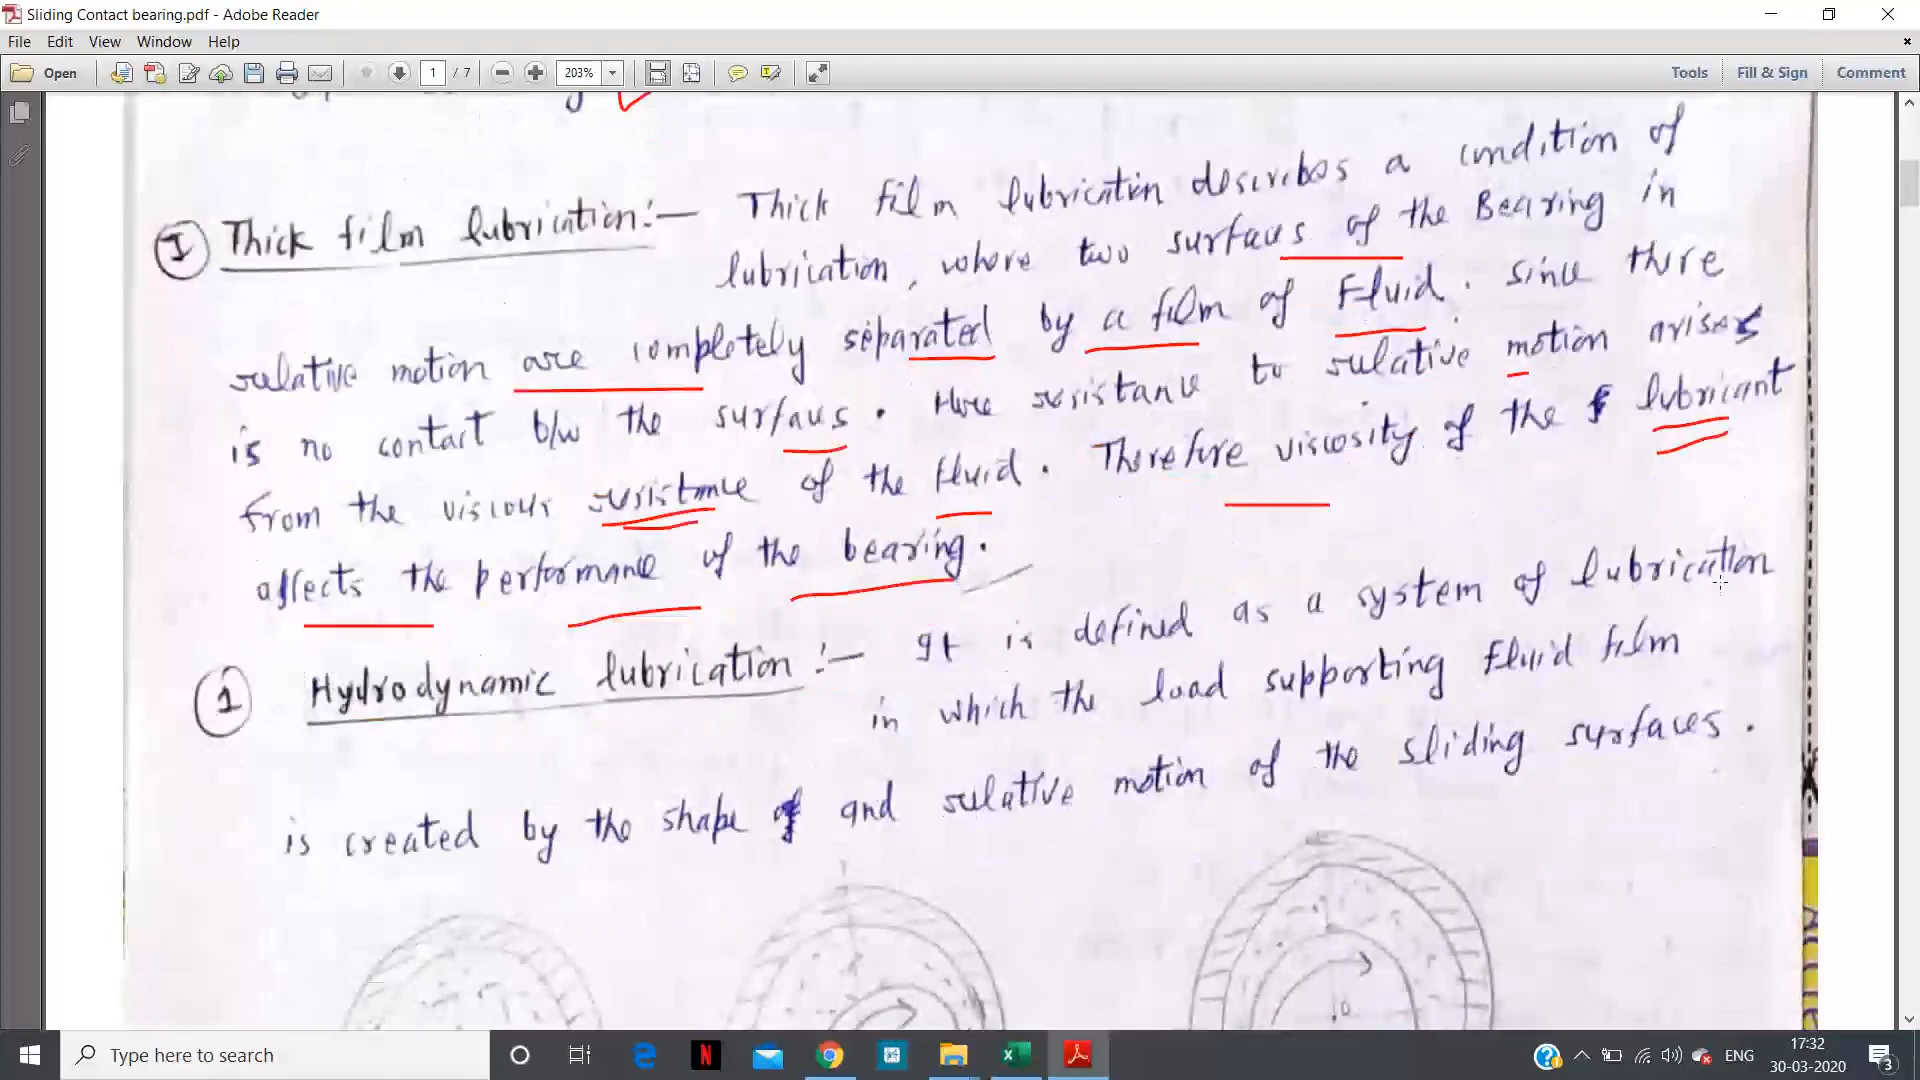 Sliding Contact bearing.pdf - Adobe Reader
File Edit View Window Help
Open 1 / 7 203% Tools Fill & Sign Comment
I Thick film lubrication:- Thick film lubrication describes a condition of
lubrication, where two surfaces of the Bearing in
relative motion are completely separated by a film of Fluid. Since there
is no contact b/w the surfaces. Here resistance to relative motion arises
from the viscous resistance of the fluid. Therefore viscosity of the lubricant
affects the performance of the bearing.
1 Hydrodynamic lubrication:- It is defined as a system of lubrication
in which the load supporting fluid film
is created by the shape and relative motion of the sliding surfaces.
Type here to search
ENG
17:32
30-03-2020
3